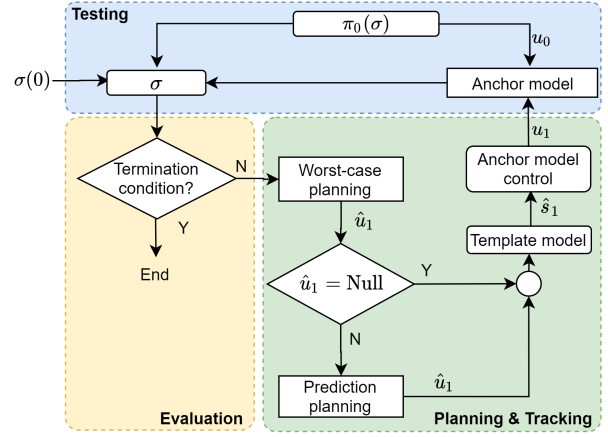 Testing
π₀(σ)
u₀
σ(0)
σ
Anchor model
u₁
Termination
condition?
N
Y
End
Worst-case
planning
û₁
Anchor model
control
ŝ₁
Template model
û₁ = Null
Y
N
Prediction
planning
û₁
Evaluation
Planning & Tracking